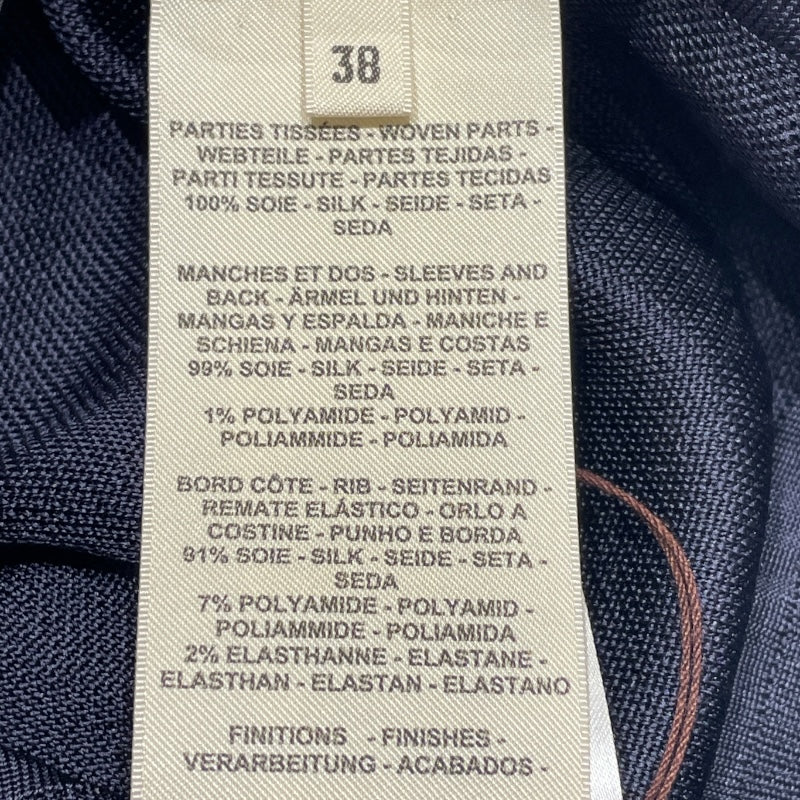 38
PARTIES TISSÉES - WOVEN PARTS -
WEBTEILE - PARTES TEJIDAS -
PARTI TESSUTE - PARTES TECIDAS
100% SOIE - SILK - SEIDE - SETA -
SEDA
MANCHES ET DOS - SLEEVES AND
BACK - ÄRMEL UND HINTEN -
MANGAS Y ESPALDA - MANICHE E
SCHIENA - MANGAS E COSTAS
99% SOIE - SILK - SEIDE - SETA -
SEDA
1% POLYAMIDE - POLYAMID -
POLIAMMIDE - POLIAMIDA
BORD CÔTE - RIB - SEITENRAND -
REMATE ELÁSTICO - ORLO A
COSTINE - PUNHO E BORDA
91% SOIE - SILK - SEIDE - SETA -
SEDA
7% POLYAMIDE - POLYAMID -
POLIAMMIDE - POLIAMIDA
2% ELASTHANNE - ELASTANE -
ELASTHAN - ELASTAN - ELASTANO
FINITIONS - FINISHES -
VERARBEITUNG - ACABADOS -